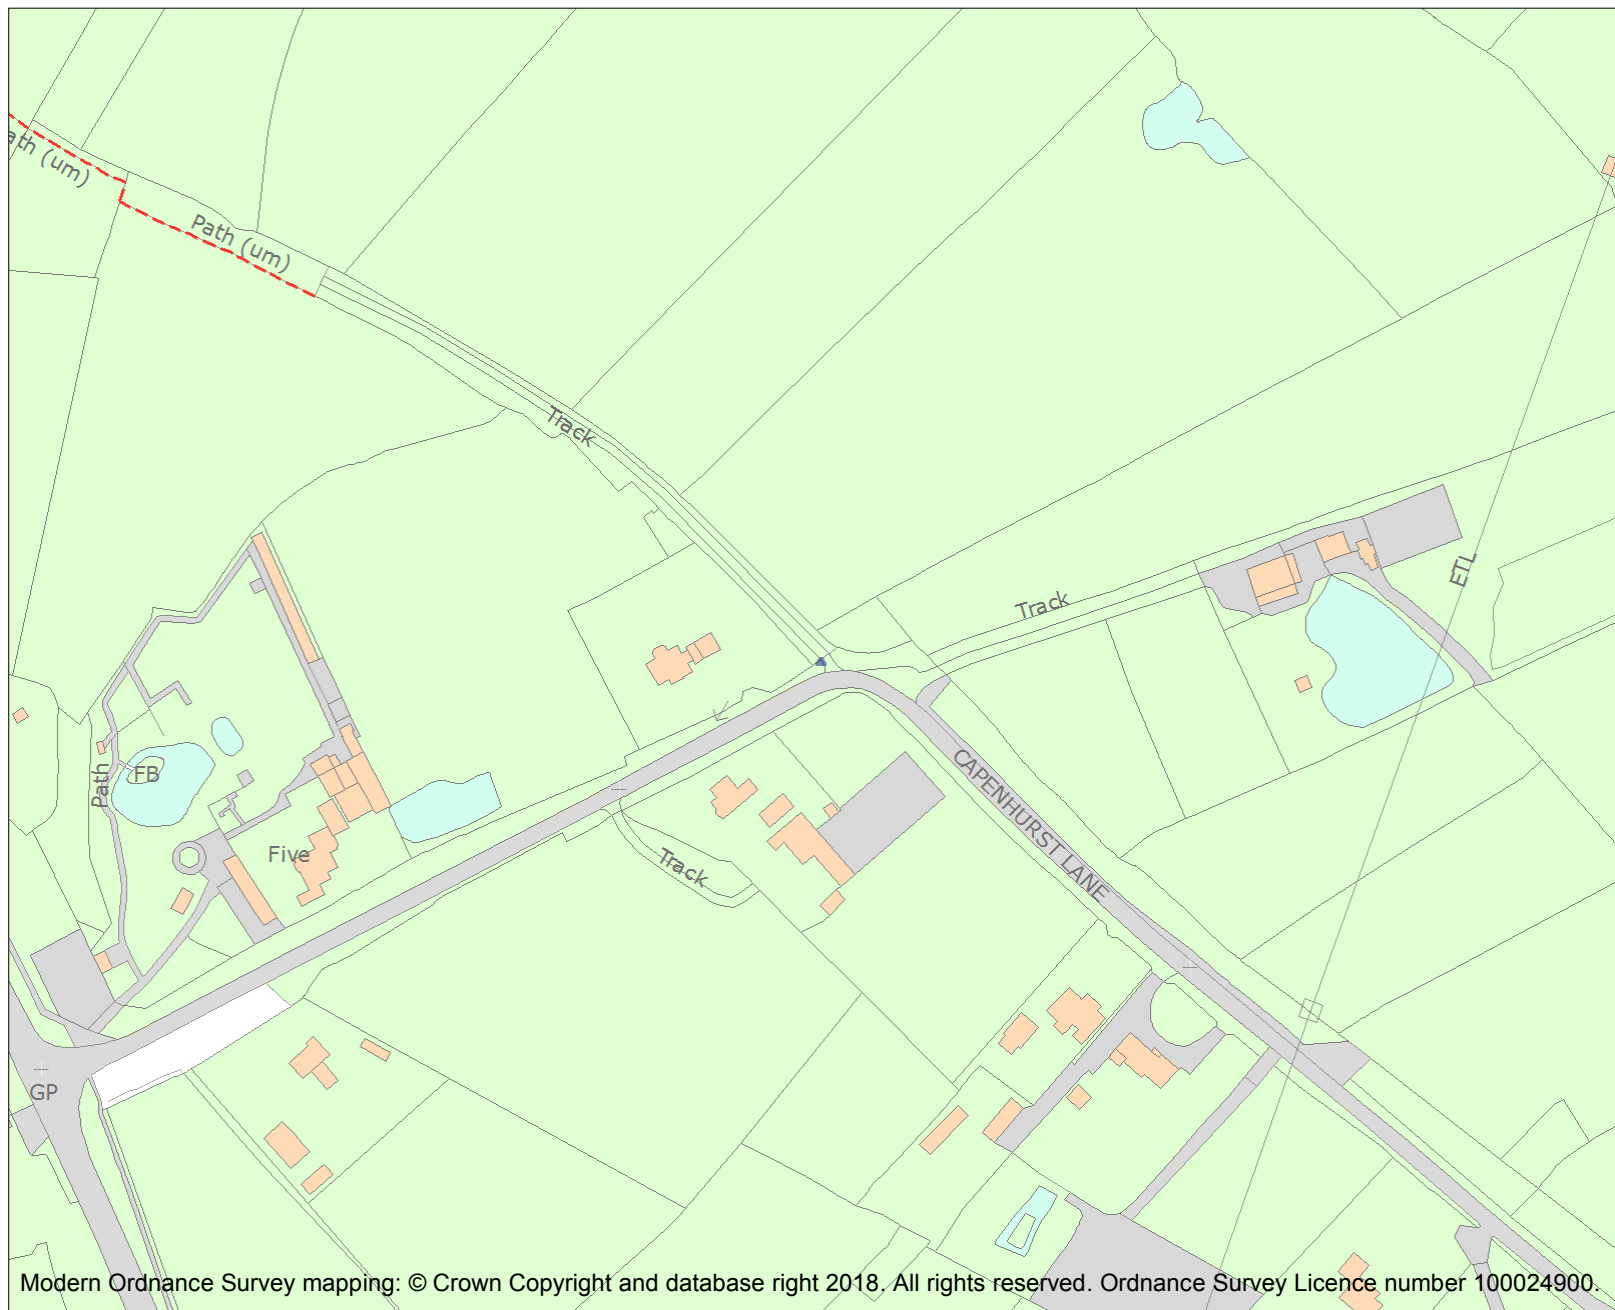 ath (um)
Path (um)
Track
Track
ETL
FB
Path
Five
CAPENHURST LANE
Track
GP
Modern Ordnance Survey mapping: © Crown Copyright and database right 2018. All rights reserved. Ordnance Survey Licence number 100024900.